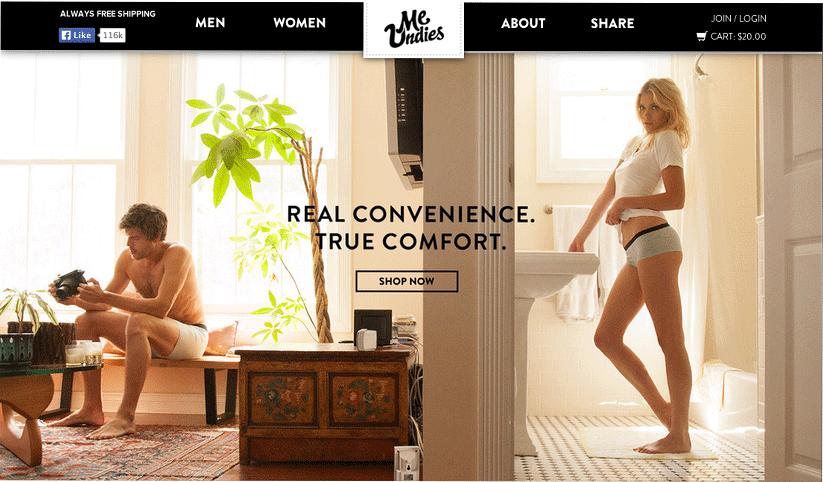 ALWAYS FREE SHIPPING
Like 116k
MEN
WOMEN
Me
Undies
ABOUT
SHARE
JOIN / LOGIN
CART: $20.00
REAL CONVENIENCE.
TRUE COMFORT.
SHOP NOW